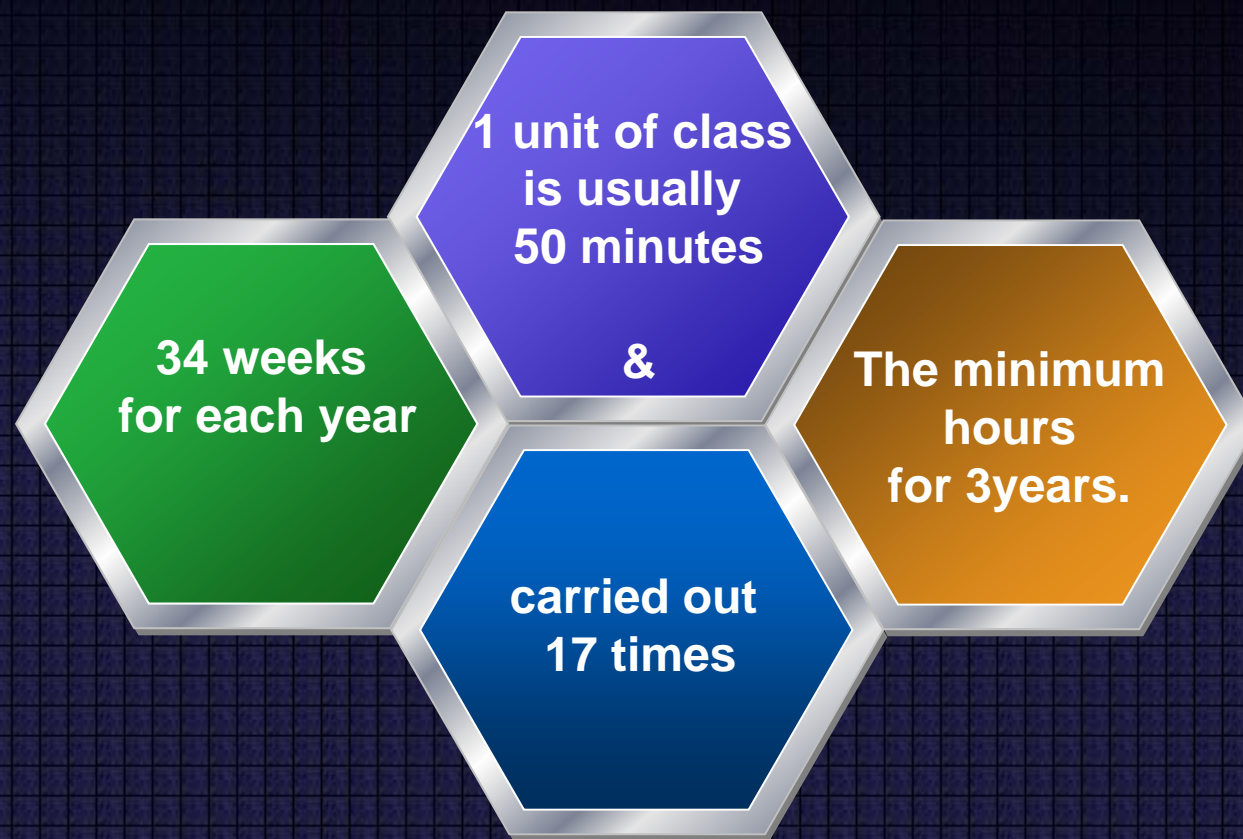 1 unit of class
is usually
50 minutes
&
34 weeks
for each year
The minimum
hours
for 3years.
carried out
17 times